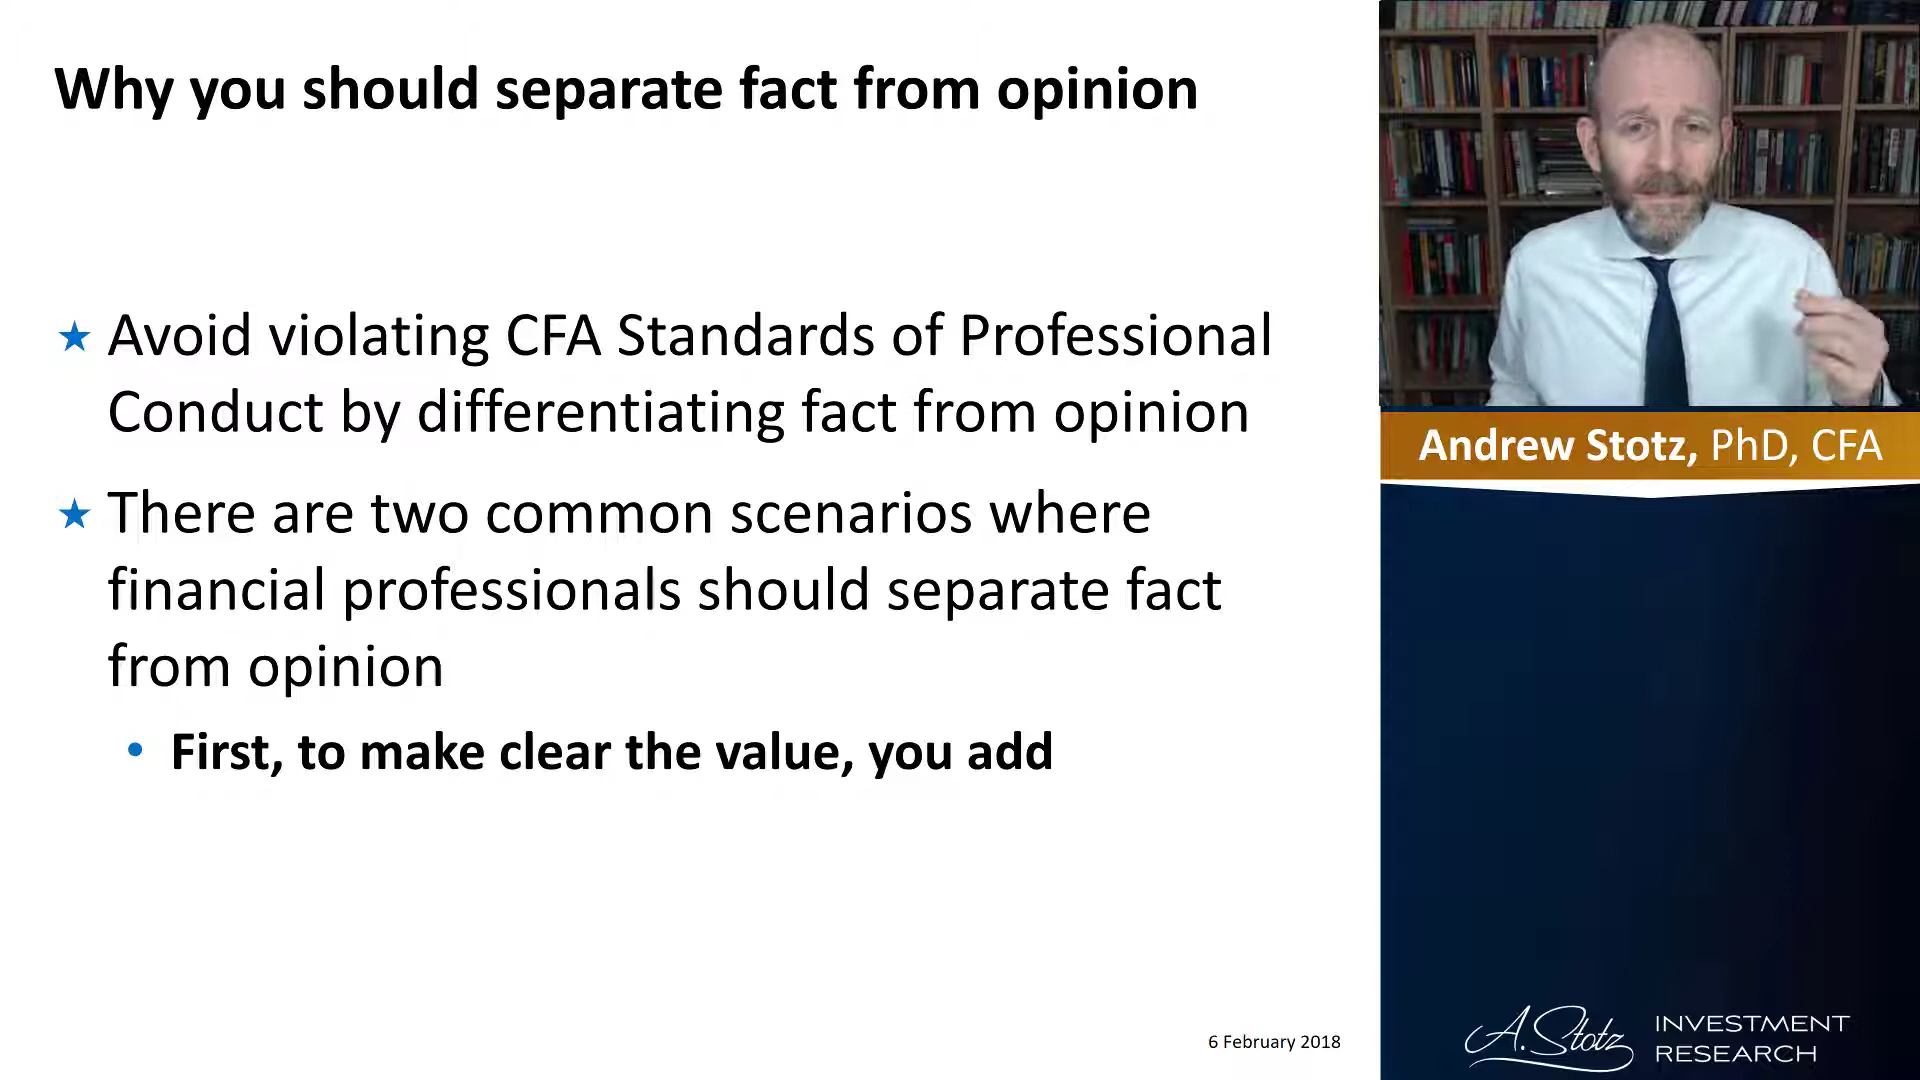 Why you should separate fact from opinion
Avoid violating CFA Standards of Professional
Conduct by differentiating fact from opinion
There are two common scenarios where
financial professionals should separate fact
from opinion
First, to make clear the value, you add
6 February 2018
Andrew Stotz, PhD, CFA
A. Stotz
INVESTMENT
RESEARCH